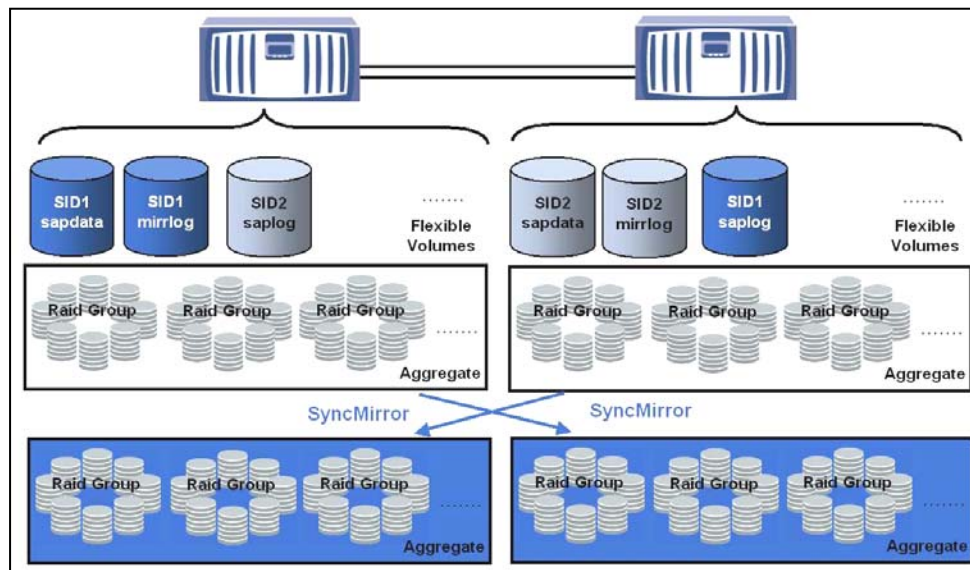 SID1
sapdata
SID1
mirrlog
SID2
saplog
........
Flexible
Volumes
SID2
sapdata
SID2
mirrlog
SID1
saplog
........
Flexible
Volumes
Raid Group
Raid Group
Raid Group
........
Aggregate
Raid Group
Raid Group
Raid Group
........
Aggregate
SyncMirror
SyncMirror
Raid Group
Raid Group
Raid Group
........
Aggregate
Raid Group
Raid Group
Raid Group
........
Aggregate